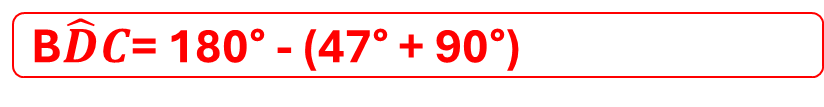 BD̂C= 180° - (47° + 90°)